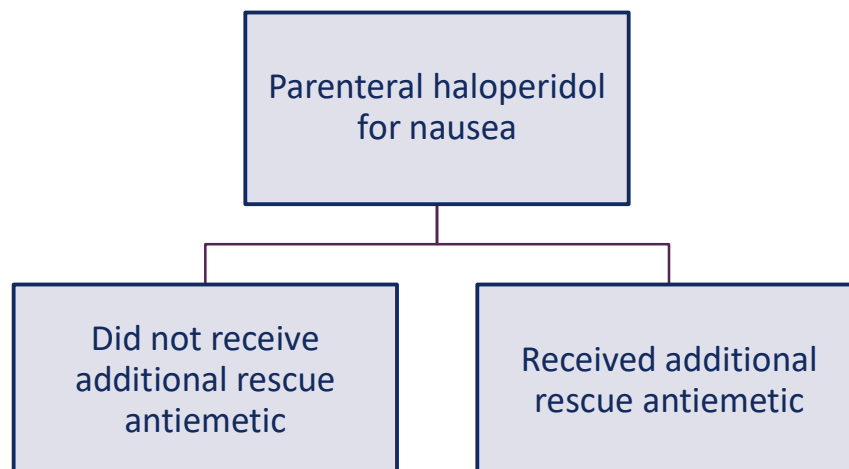 Parenteral haloperidol
for nausea
Did not receive
additional rescue
antiemetic
Received additional
rescue antiemetic